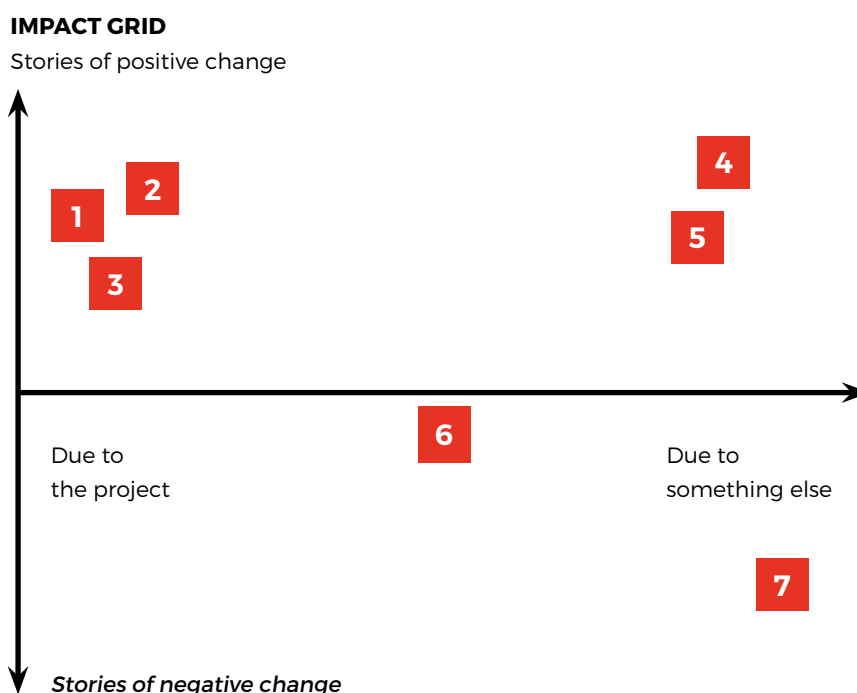 IMPACT GRID
Stories of positive change
4
2
1
5
3
6
Due to
the project
Due to
something else
7
Stories of negative change